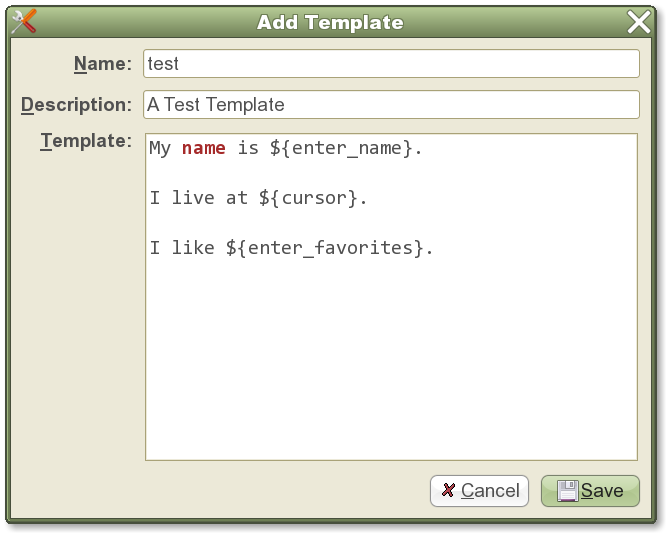 Add Template
Name: test
Description: A Test Template
Template:
My name is ${enter_name}.
I live at ${cursor}.
I like ${enter_favorites}.
Cancel Save